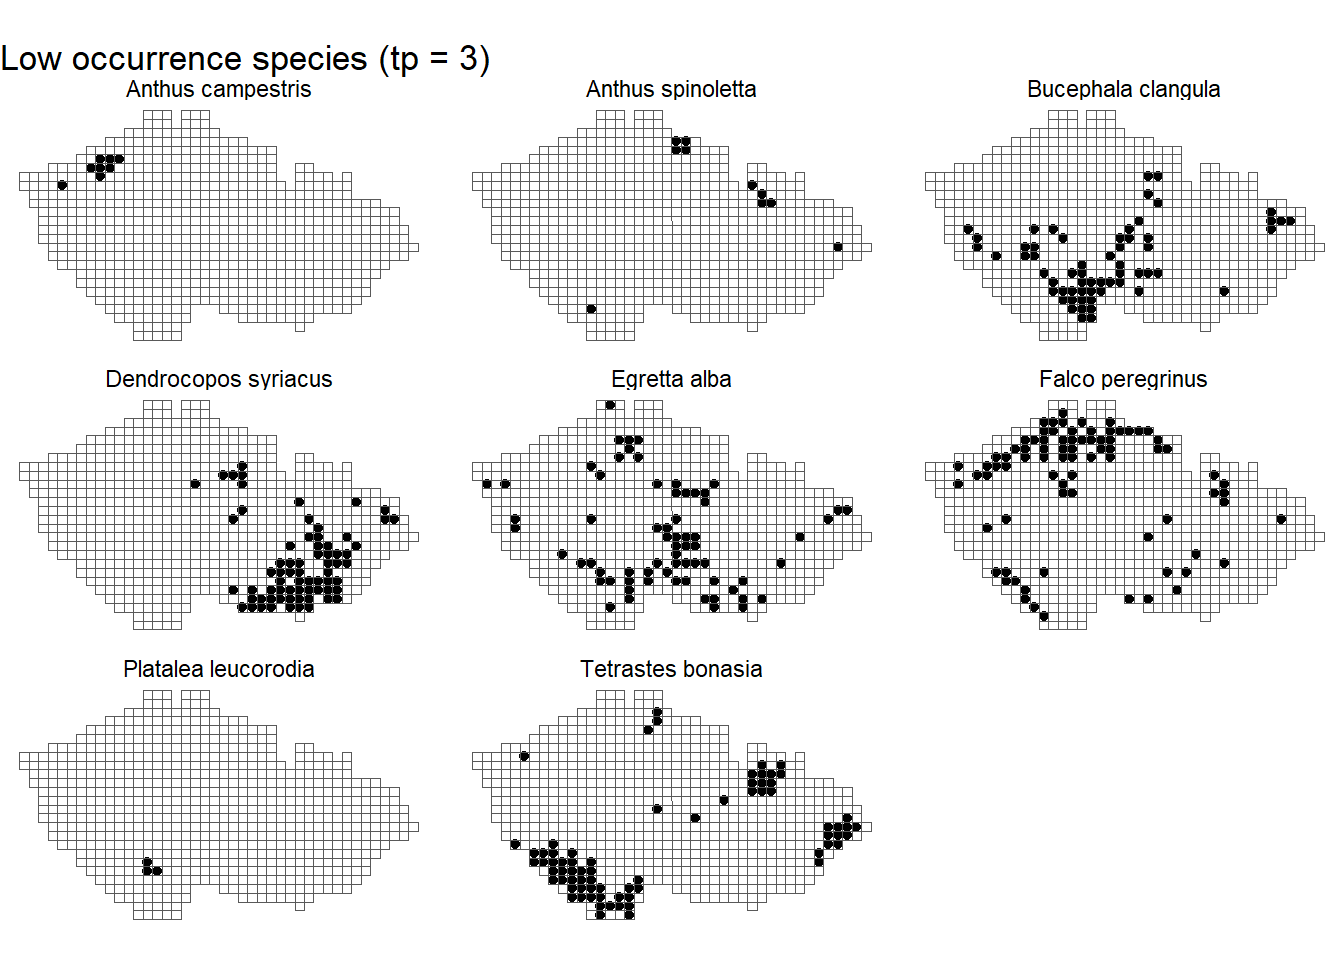 Low occurrence species (tp = 3)
Anthus campestris
Anthus spinoletta
Bucephala clangula
Dendrocopos syriacus
Egretta alba
Falco peregrinus
Platalea leucorodia
Tetrastes bonasia